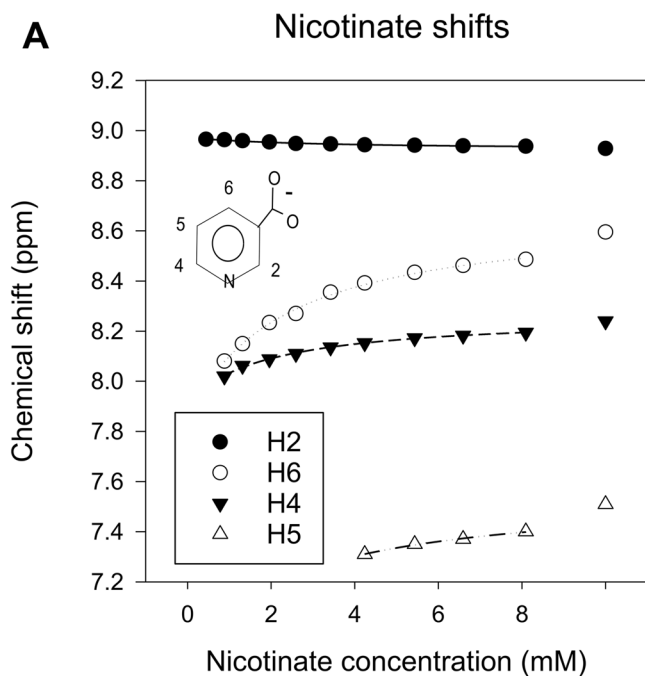 A
Nicotinate shifts
9.2
9.0
8.8
8.6
8.4
8.2
8.0
7.8
7.6
7.4
7.2
Chemical shift (ppm)
O
-
6
O
5
4
2
N
H2
H6
H4
H5
0 2 4 6 8
Nicotinate concentration (mM)